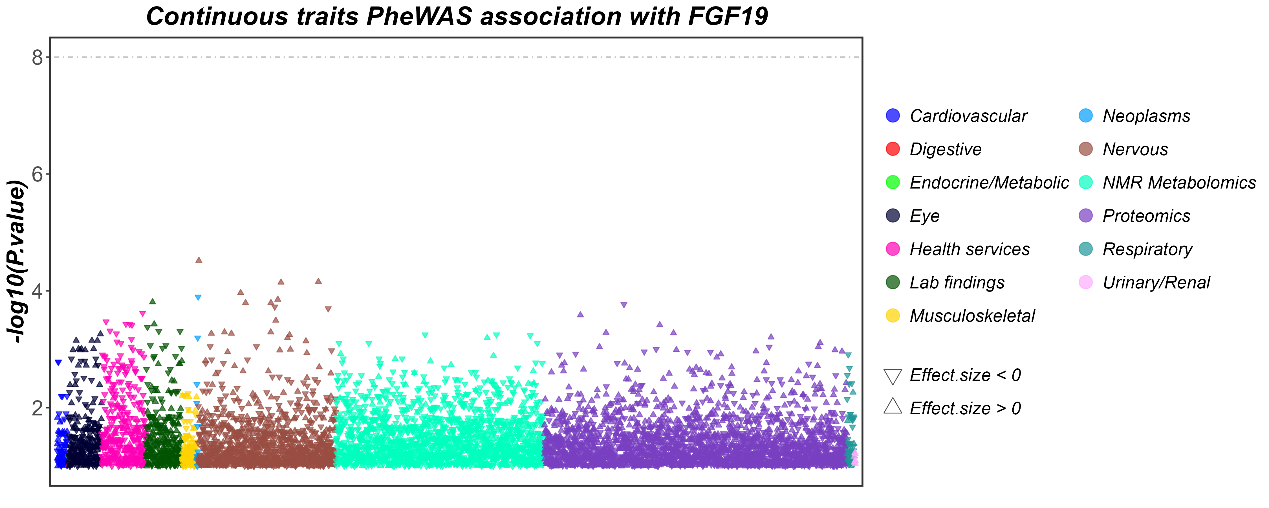 Continuous traits PheWAS association with FGF19
-log10(P.value)
8
6
4
2
Cardiovascular
Digestive
Endocrine/Metabolic
Eye
Health services
Lab findings
Musculoskeletal
Neoplasms
Nervous
NMR Metabolomics
Proteomics
Respiratory
Urinary/Renal
Effect.size < 0
Effect.size > 0